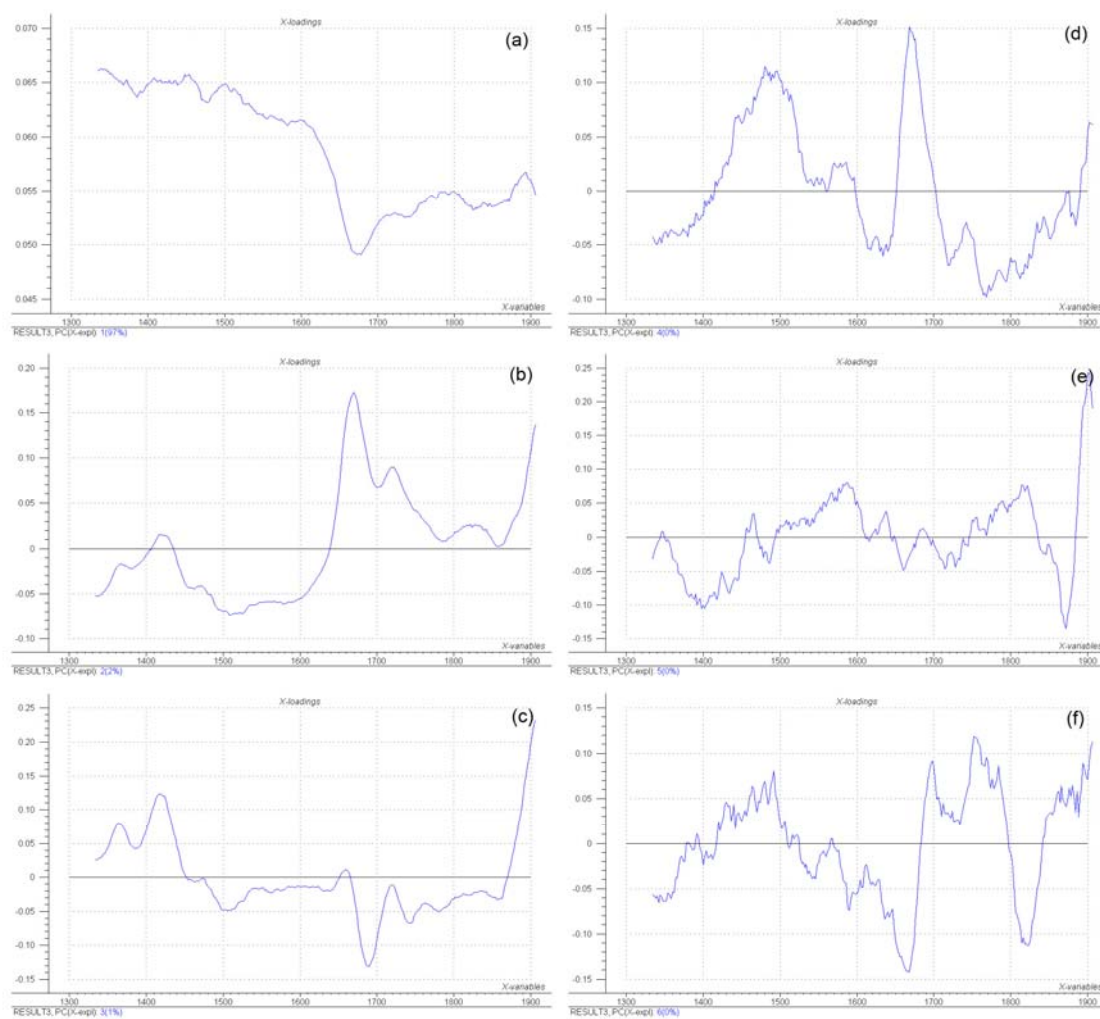 X-loadings
(a)
0.070
0.065
0.060
0.055
0.050
0.045
X-variables
1300 1400 1500 1600 1700 1800 1900
RESULT3, PC(X-expl): 1(97%)
X-loadings
(b)
0.20
0.15
0.10
0.05
0
-0.05
-0.10
X-variables
1300 1400 1500 1600 1700 1800 1900
RESULT3, PC(X-expl): 2(2%)
X-loadings
(c)
0.25
0.20
0.15
0.10
0.05
0
-0.05
-0.10
-0.15
X-variables
1300 1400 1500 1600 1700 1800 1900
RESULT3, PC(X-expl): 3(1%)
X-loadings
(d)
0.15
0.10
0.05
0
-0.05
-0.10
X-variables
1300 1400 1500 1600 1700 1800 1900
RESULT3, PC(X-expl): 4(0%)
X-loadings
(e)
0.25
0.20
0.15
0.10
0.05
0
-0.05
-0.10
-0.15
X-variables
1300 1400 1500 1600 1700 1800 1900
RESULT3, PC(X-expl): 5(0%)
X-loadings
(f)
0.15
0.10
0.05
0
-0.05
-0.10
-0.15
X-variables
1300 1400 1500 1600 1700 1800 1900
RESULT3, PC(X-expl): 6(0%)